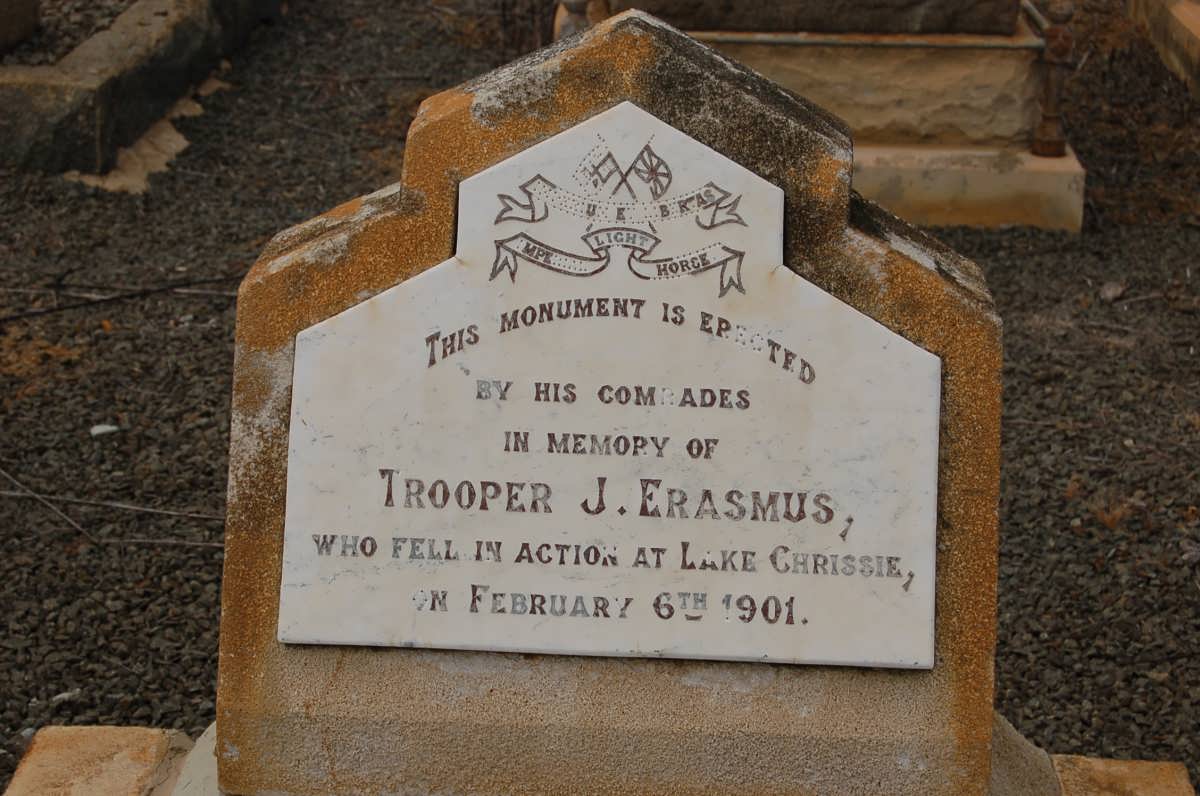 LIGHT
HORSE
THIS MONUMENT IS ERECTED
BY HIS COMRADES
IN MEMORY OF
TROOPER J. ERASMUS,
WHO FELL IN ACTION AT LAKE CHRISSIE,
ON FEBRUARY 6TH 1901.